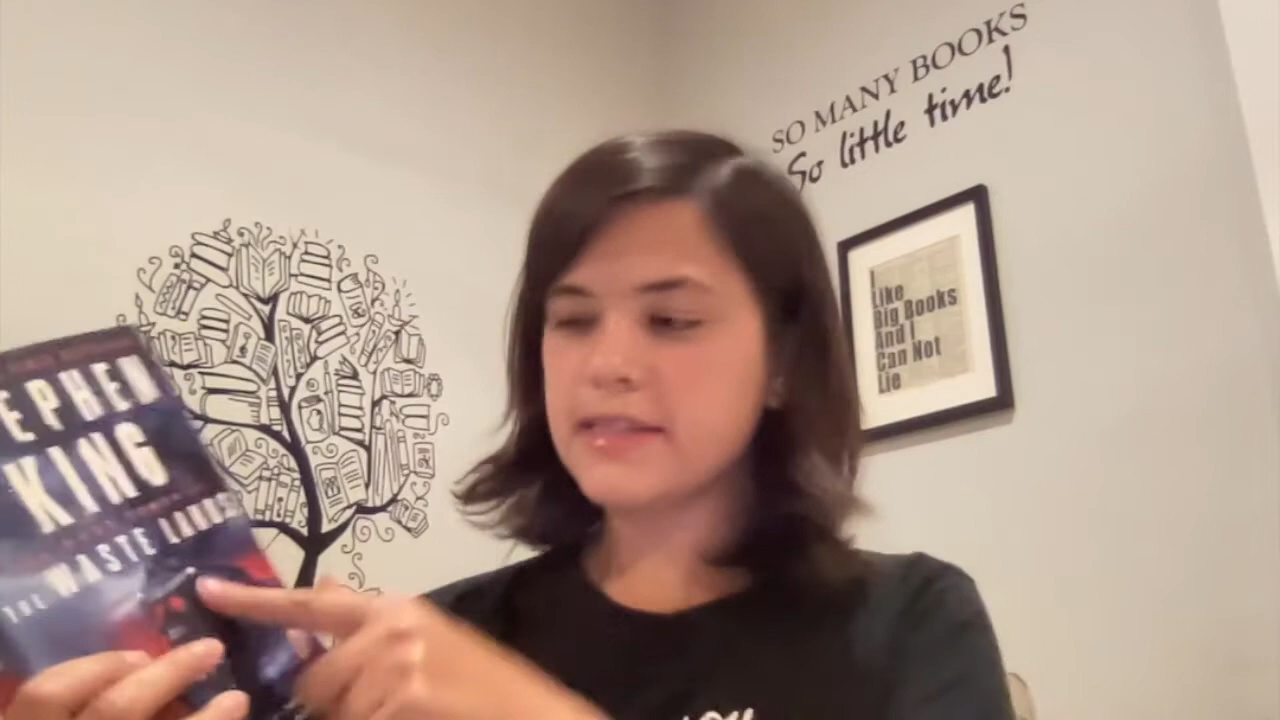 SO MANY BOOKS
So little time!
I
Like
Big Books
And I
Can Not
Lie
EPHEN
KING
THE WASTE LANDS